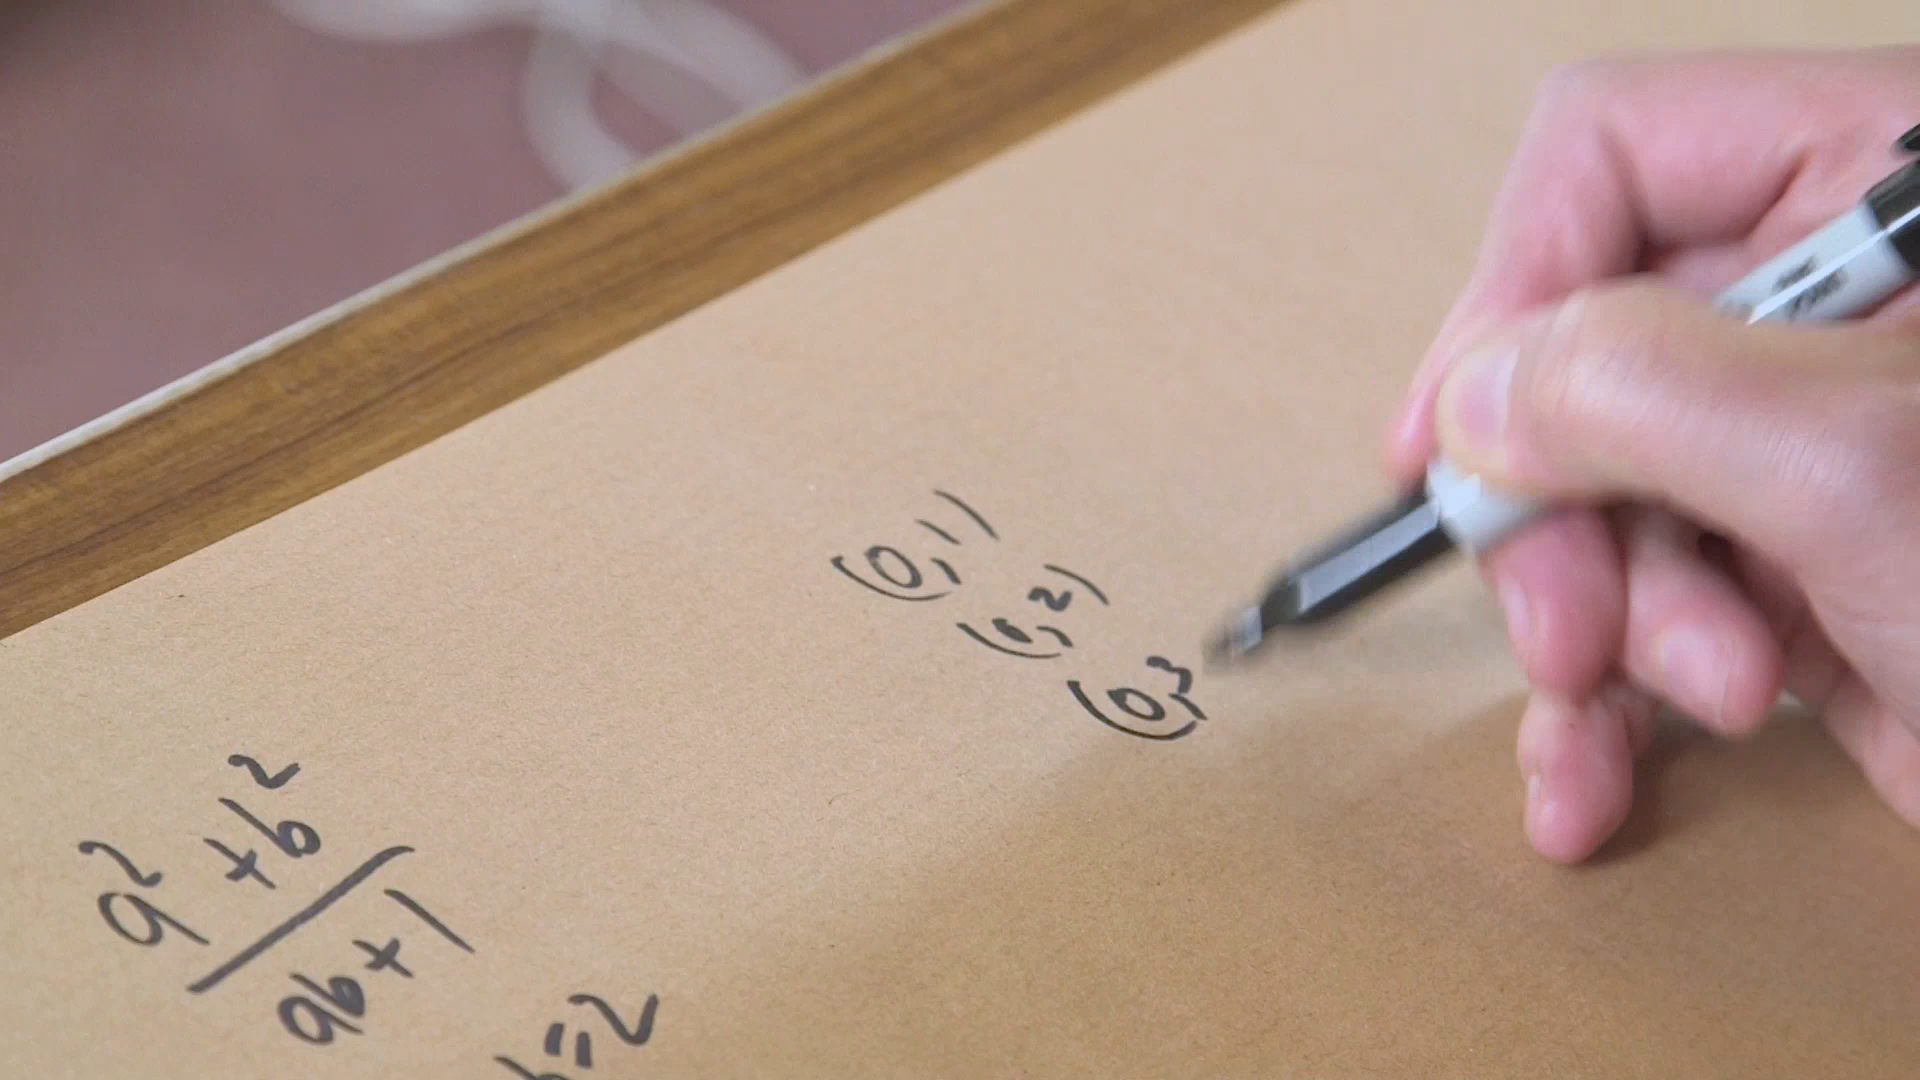 (0,1)
(0,2)
(0,3
a²+b²
ab+1
b=2